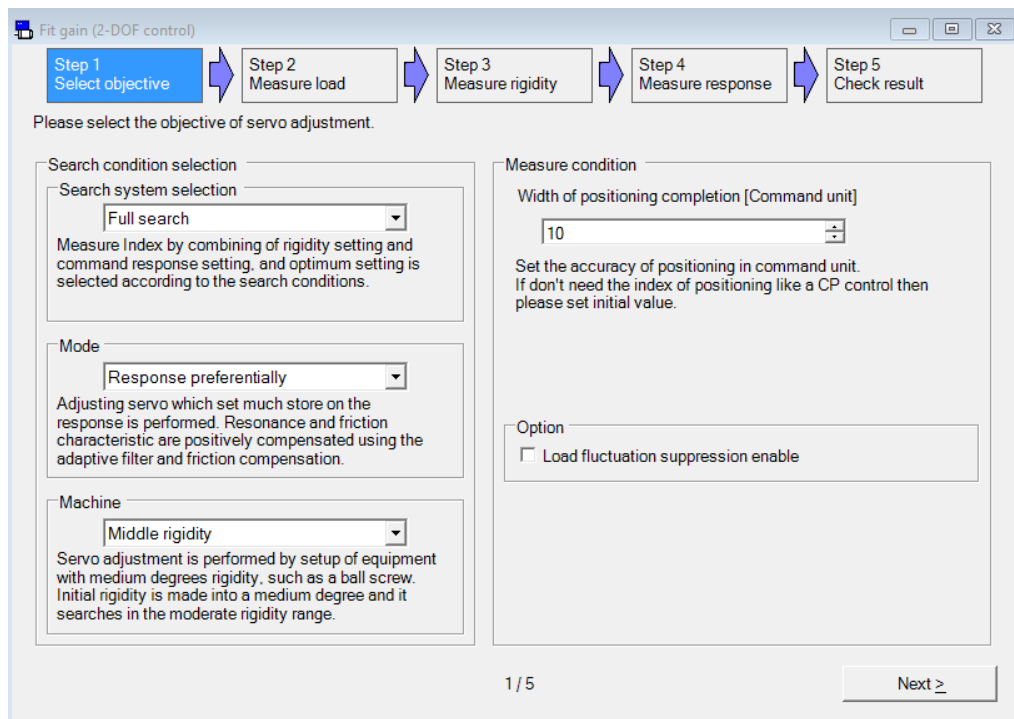 Fit gain (2-DOF control)
Step 1
Select objective
Step 2
Measure load
Step 3
Measure rigidity
Step 4
Measure response
Step 5
Check result
Please select the objective of servo adjustment.
Search condition selection
Search system selection
Full search
Measure Index by combining of rigidity setting and
command response setting, and optimum setting is
selected according to the search conditions.
Mode
Response preferentially
Adjusting servo which set much store on the
response is performed. Resonance and friction
characteristic are positively compensated using the
adaptive filter and friction compensation.
Machine
Middle rigidity
Servo adjustment is performed by setup of equipment
with medium degrees rigidity, such as a ball screw.
Initial rigidity is made into a medium degree and it
searches in the moderate rigidity range.
Measure condition
Width of positioning completion [Command unit]
10
Set the accuracy of positioning in command unit.
If don't need the index of positioning like a CP control then
please set initial value.
Option
Load fluctuation suppression enable
1 / 5
Next >